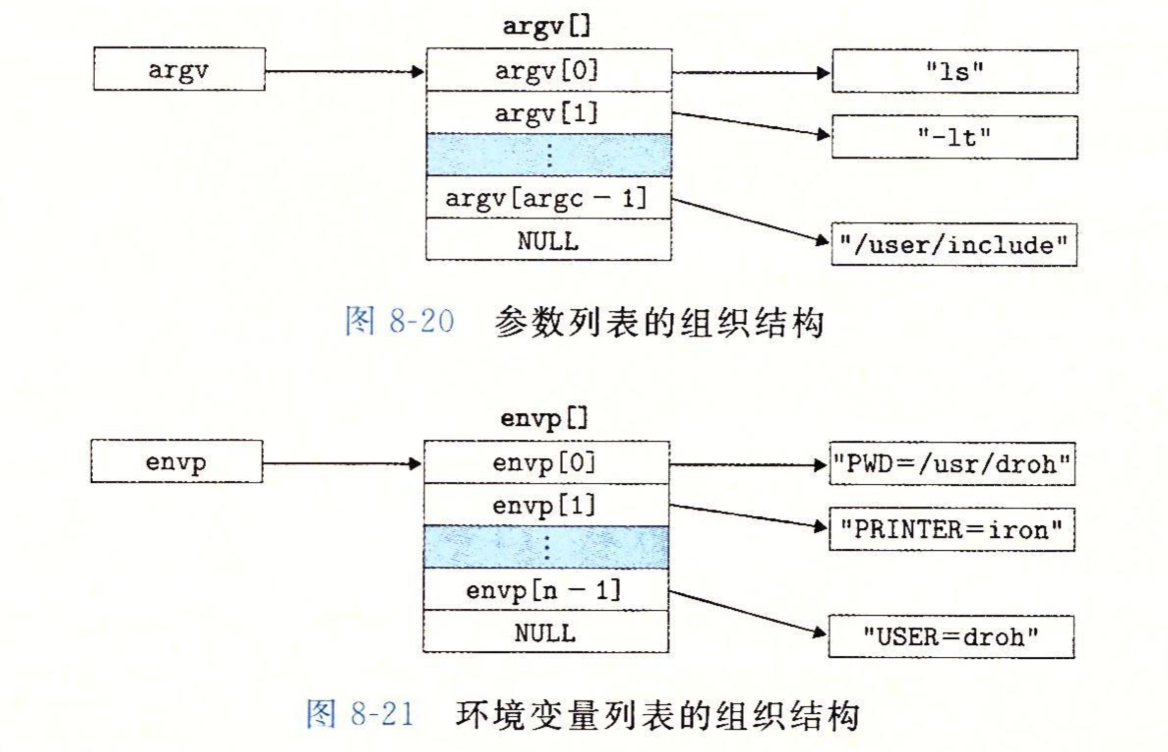 argv[]
argv
argv[0]
"ls"
argv[1]
"-lt"
⋮
argv[argc - 1]
"/user/include"
NULL
图 8-20 参数列表的组织结构
envp[]
envp
envp[0]
"PWD=/usr/droh"
envp[1]
"PRINTER=iron"
⋮
envp[n - 1]
"USER=droh"
NULL
图 8-21 环境变量列表的组织结构